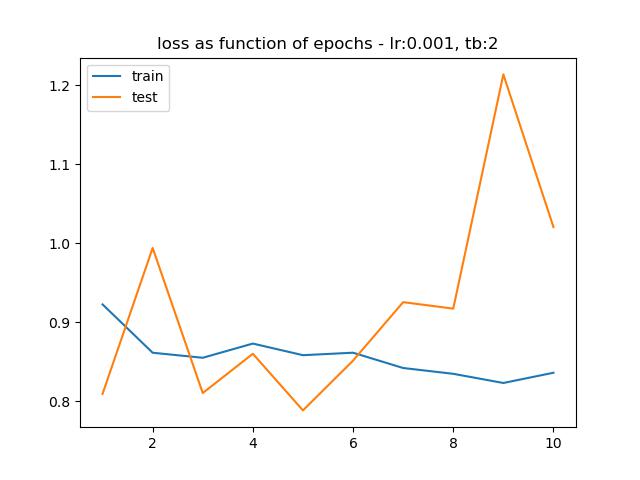 loss as function of epochs - lr:0.001, tb:2
train
test
1.2
1.1
1.0
0.9
0.8
2 4 6 8 10